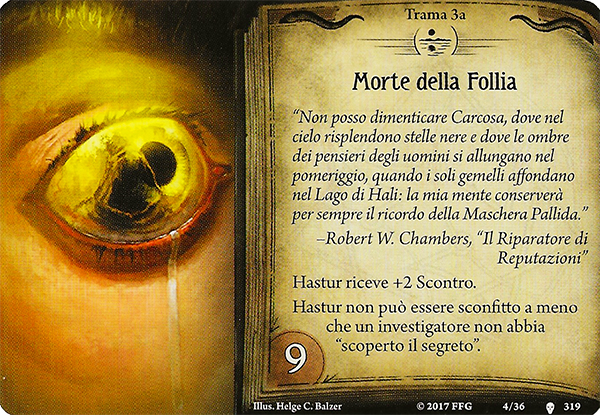 Trama 3a
Morte della Follia
“Non posso dimenticare Carcosa, dove nel
cielo risplendono stelle nere e dove le ombre
dei pensieri degli uomini si allungano nel
pomeriggio, quando i soli gemelli affondano
nel Lago di Hali: la mia mente conserverà
per sempre il ricordo della Maschera Pallida.”
–Robert W. Chambers, “Il Riparatore di
Reputazioni”
Hastur riceve +2 Scontro.
Hastur non può essere sconfitto a meno
che un investigatore non abbia
“scoperto il segreto”.
9
Illus. Helge C. Balzer
© 2017 FFG
4/36
319